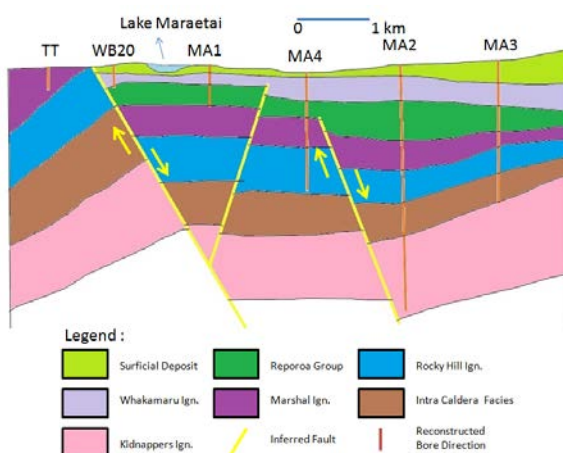 Lake Maraetai
0 1 km
TT WB20 MA1 MA4 MA2 MA3
Legend :
Surficial Deposit Reporoa Group Rocky Hill Ign.
Whakamaru Ign. Marshal Ign. Intra Caldera Facies
Kidnappers Ign. Inferred Fault Reconstructed
Bore Direction